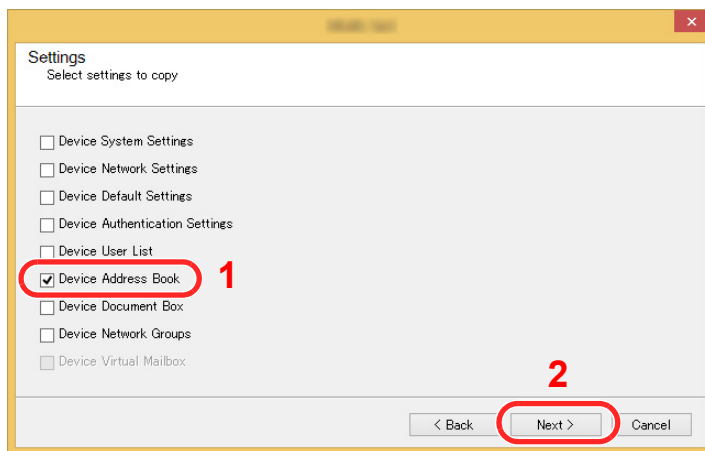 Settings
Select settings to copy
Device System Settings
Device Network Settings
Device Default Settings
Device Authentication Settings
Device User List
Device Address Book 1
Device Document Box
Device Network Groups
Device Virtual Mailbox
2
< Back Next > Cancel